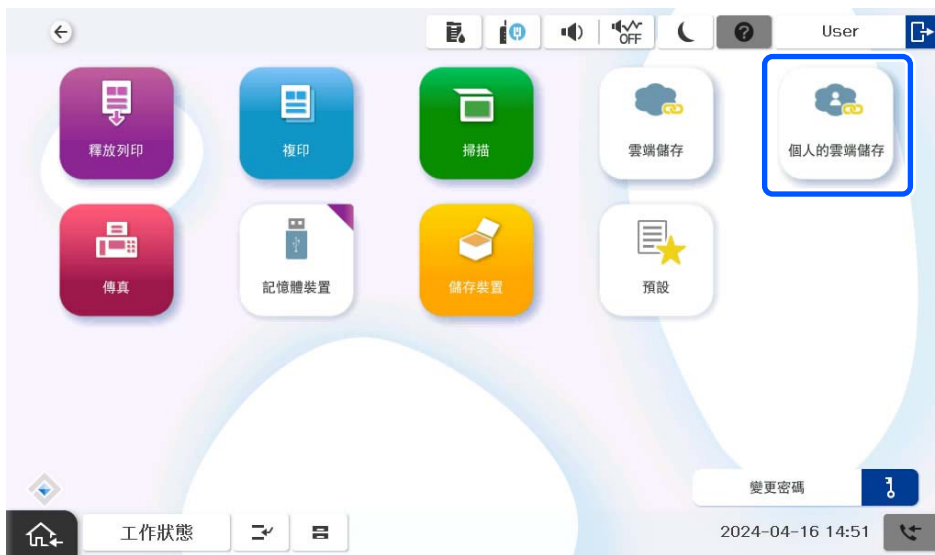 OFF
User
釋放列印
複印
掃描
雲端儲存
個人的雲端儲存
傳真
記憶體裝置
儲存裝置
預設
變更密碼
工作狀態
2024-04-16 14:51